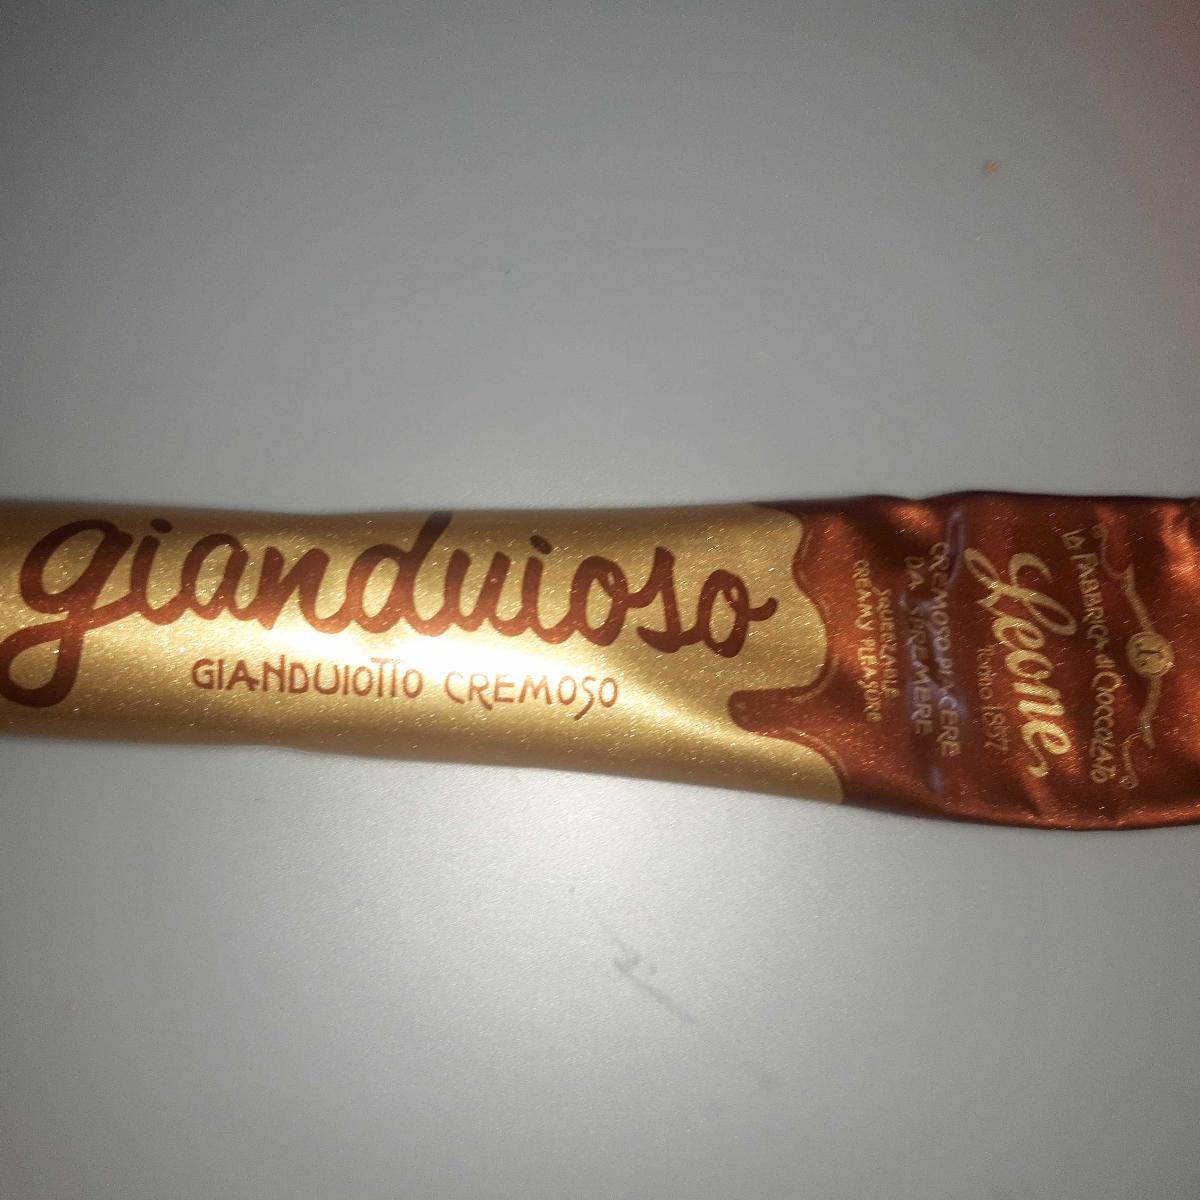 gianduioso
GIANDUIOTTO CREMOSO
LA FABBRICA di CIOCCOLATO
Leone
Torino 1857
CREMOSO PIACERE
DA SPREMERE
SQUEEZABLE
CREAMY PLEASURE